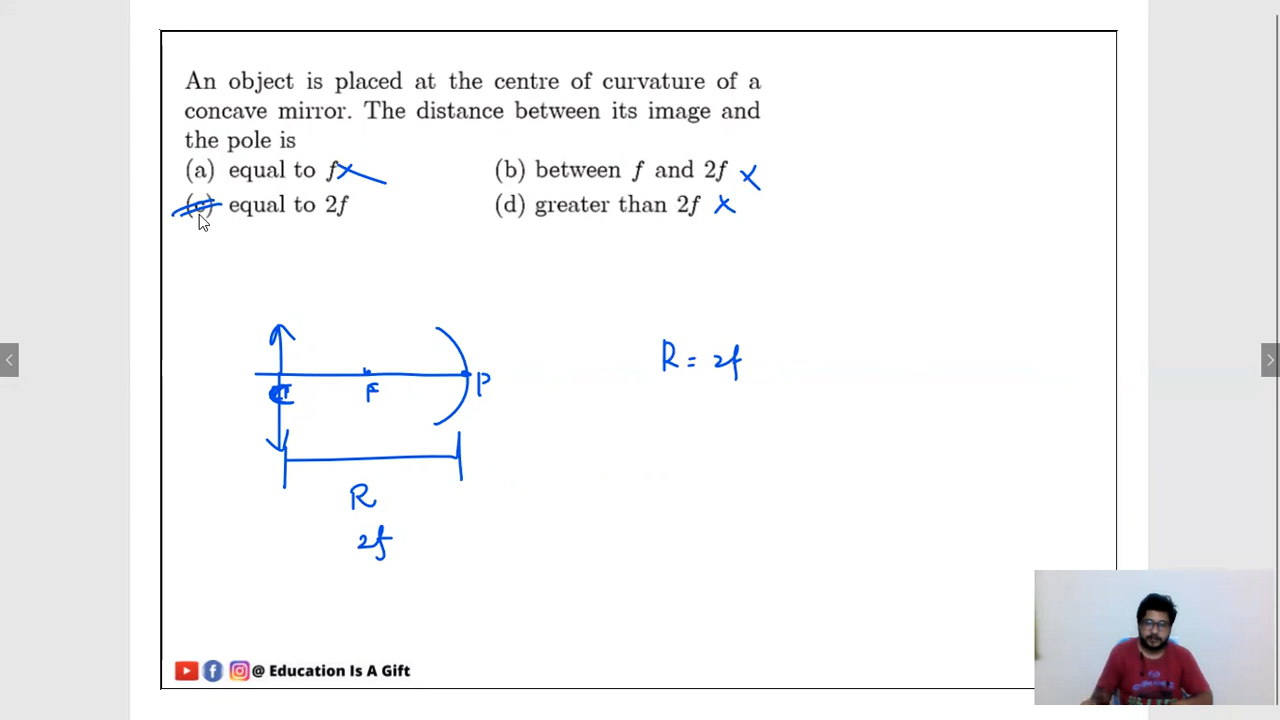 An object is placed at the centre of curvature of a
concave mirror. The distance between its image and
the pole is
(a) equal to f
(b) between f and 2f
(c) equal to 2f
(d) greater than 2f
R = 2f
C
F
P
R
2f
@ Education Is A Gift